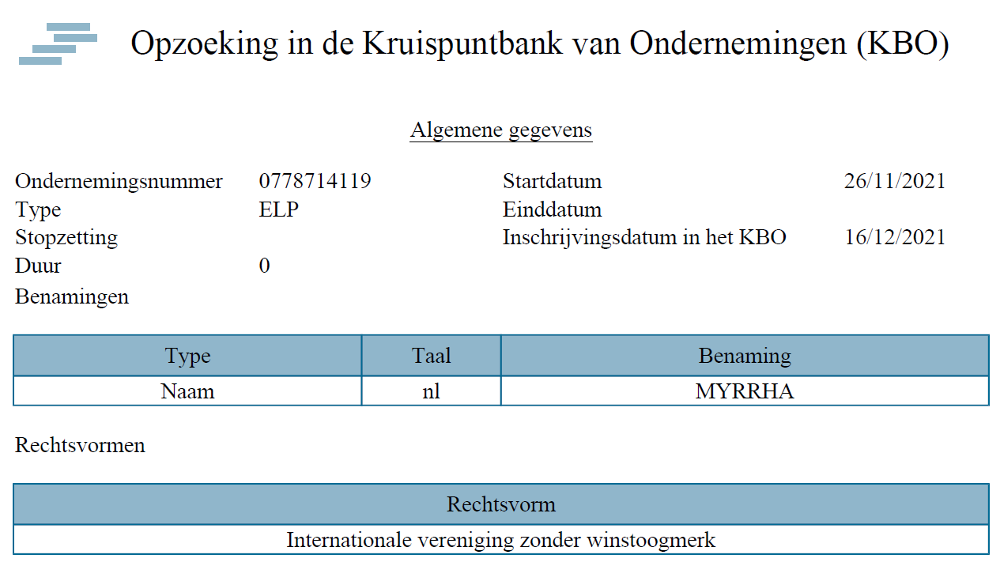 Opzoeking in de Kruispuntbank van Ondernemingen (KBO)
Algemene gegevens
Ondernemingsnummer 0778714119 Startdatum 26/11/2021
Type ELP Einddatum
Stopzetting Inschrijvingsdatum in het KBO 16/12/2021
Duur 0
Benamingen
Type Taal Benaming
Naam nl MYRRHA
Rechtsvormen
Rechtsvorm
Internationale vereniging zonder winstoogmerk